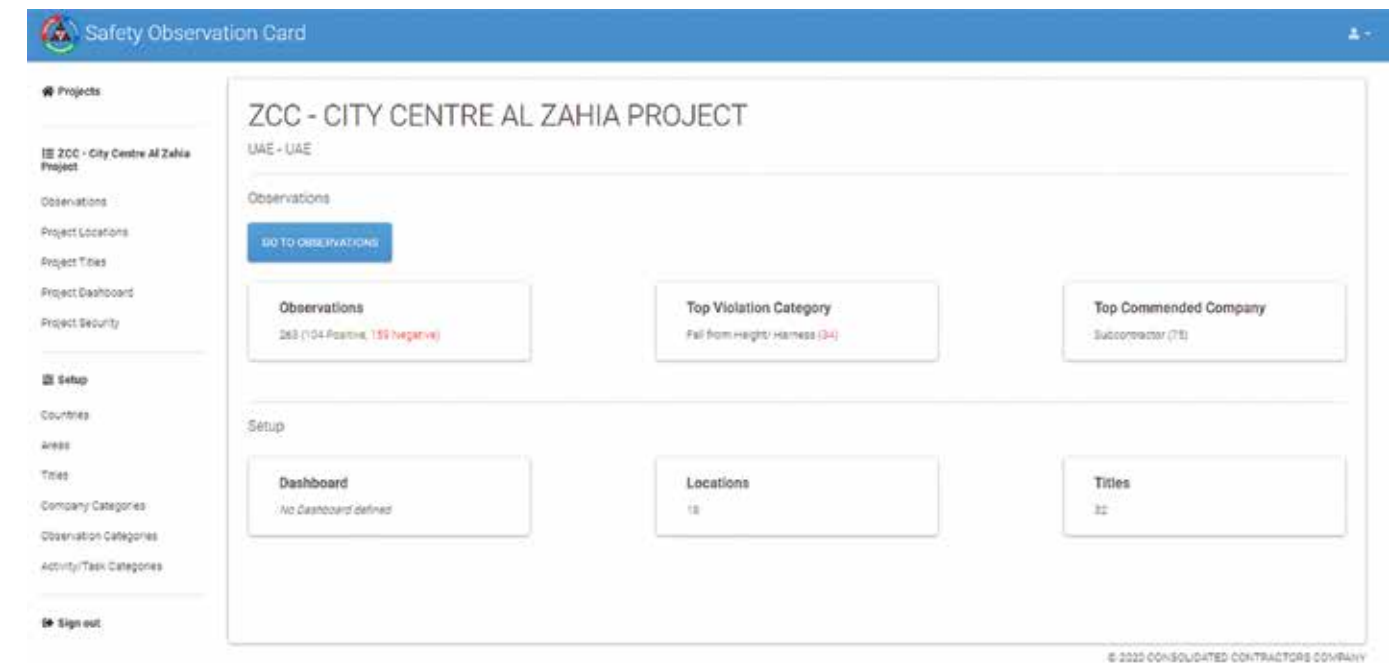 Safety Observation Card
Projects
ZCC - City Centre Al Zahia
Project
Observations
Project Locations
Project Titles
Project Dashboard
Project Security
Setup
Countries
Areas
Titles
Company Categories
Observation Categories
Activity/Task Categories
Sign out
ZCC - CITY CENTRE AL ZAHIA PROJECT
UAE - UAE
Observations
GO TO OBSERVATIONS
Observations
263 (104 Positive, 159 Negative)
Top Violation Category
Fall from Height/ Harness (34)
Top Commended Company
Subcontractor (75)
Setup
Dashboard
No Dashboard defined
Locations
Titles
32
© 2022 CONSOLIDATED CONTRACTORS COMPANY